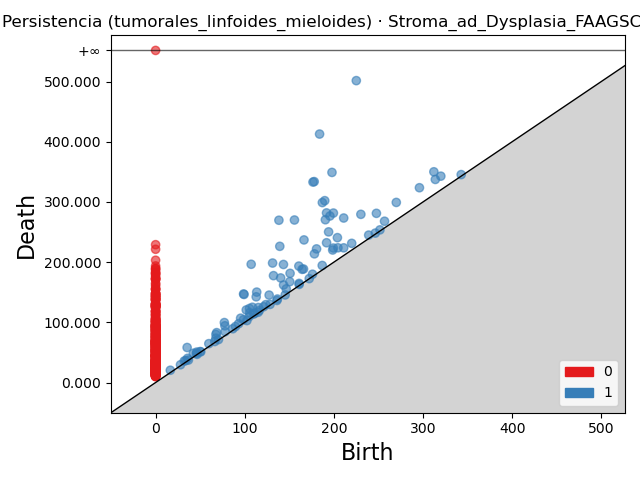 Persistencia (tumorales_linfoides_mieloides) · Stroma_ad_Dysplasia_FAAGSC
+∞
500.000
400.000
300.000
200.000
100.000
0.000
Death
0
1
0 100 200 300 400 500
Birth